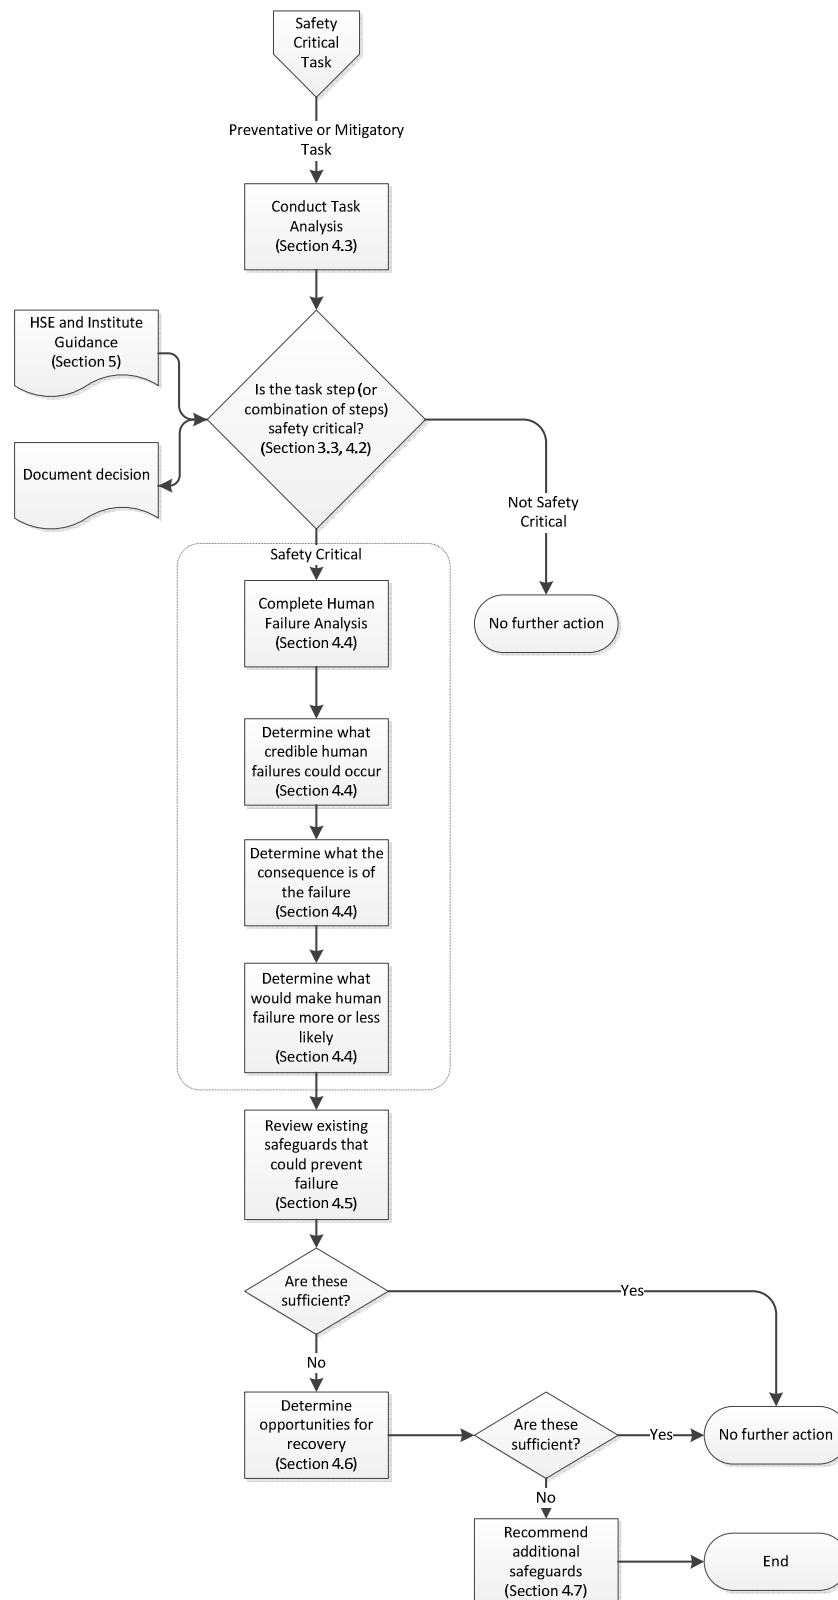 Safety
Critical
Task
Preventative or Mitigatory
Task
Conduct Task
Analysis
(Section 4.3)
HSE and Institute
Guidance
(Section 5)
Is the task step (or
combination of steps)
safety critical?
(Section 3.3, 4.2)
Document decision
Not Safety
Critical
Safety Critical
Complete Human
Failure Analysis
(Section 4.4)
No further action
Determine what
credible human
failures could occur
(Section 4.4)
Determine what the
consequence is of
the failure
(Section 4.4)
Determine what
would make human
failure more or less
likely
(Section 4.4)
Review existing
safeguards that
could prevent
failure
(Section 4.5)
Are these
sufficient?
Yes
No
Determine
opportunities for
recovery
(Section 4.6)
Are these
sufficient?
Yes
No further action
No
Recommend
additional
safeguards
(Section 4.7)
End